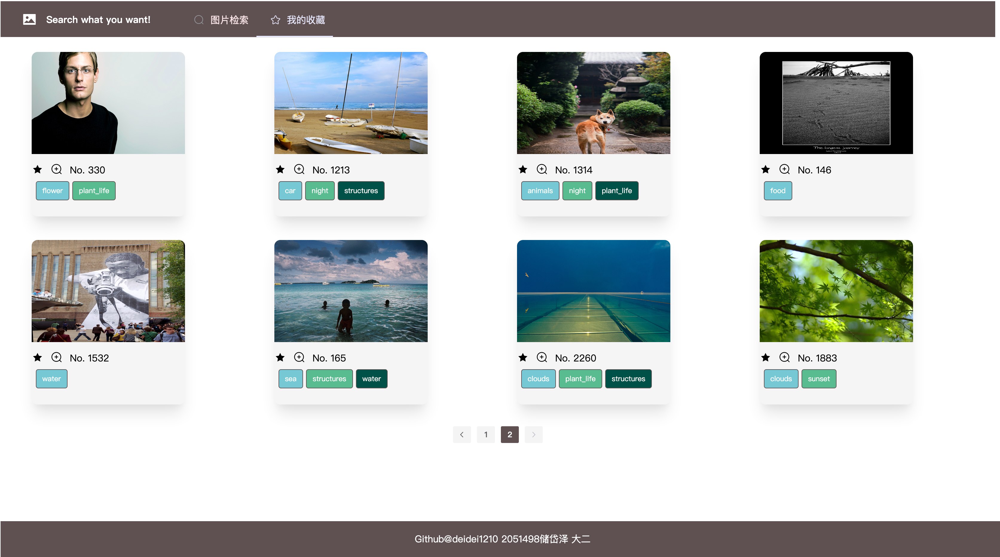 Search what you want! 图片检索 我的收藏
The longest journey
No. 330
flower plant_life
No. 1213
car night structures
No. 1314
animals night plant_life
No. 146
food
No. 1532
water
No. 165
sea structures water
No. 2260
clouds plant_life structures
No. 1883
clouds sunset
1 2
Github@deidei1210 2051498储岱泽 大二